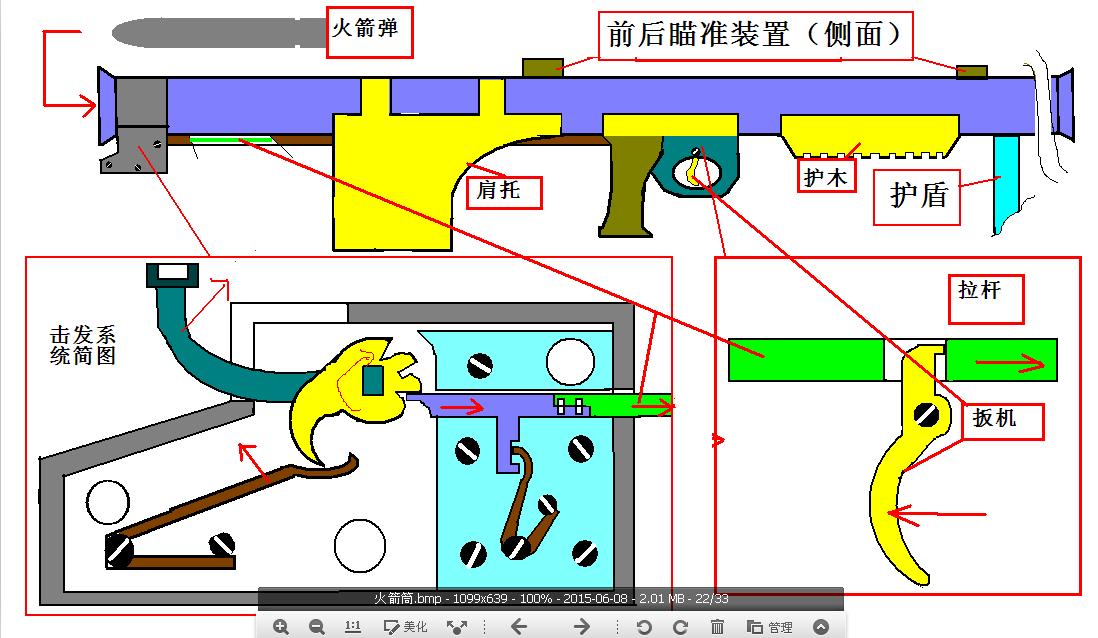 火箭弹
前后瞄准装置（侧面）
肩托
护木
护盾
击发系
统简图
拉杆
扳机
火箭筒.bmp - 1099x639 - 100% - 2015-06-08 - 2.01 MB - 22/33
1:1
美化
管理